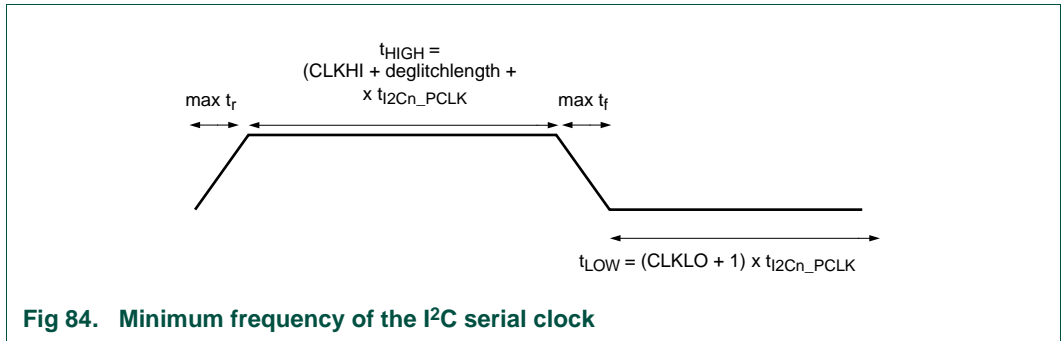 tHIGH =
(CLKHI + deglitchlength +
x tI2Cn_PCLK
max tr
max tf
tLOW = (CLKLO + 1) x tI2Cn_PCLK
Fig 84. Minimum frequency of the I2C serial clock